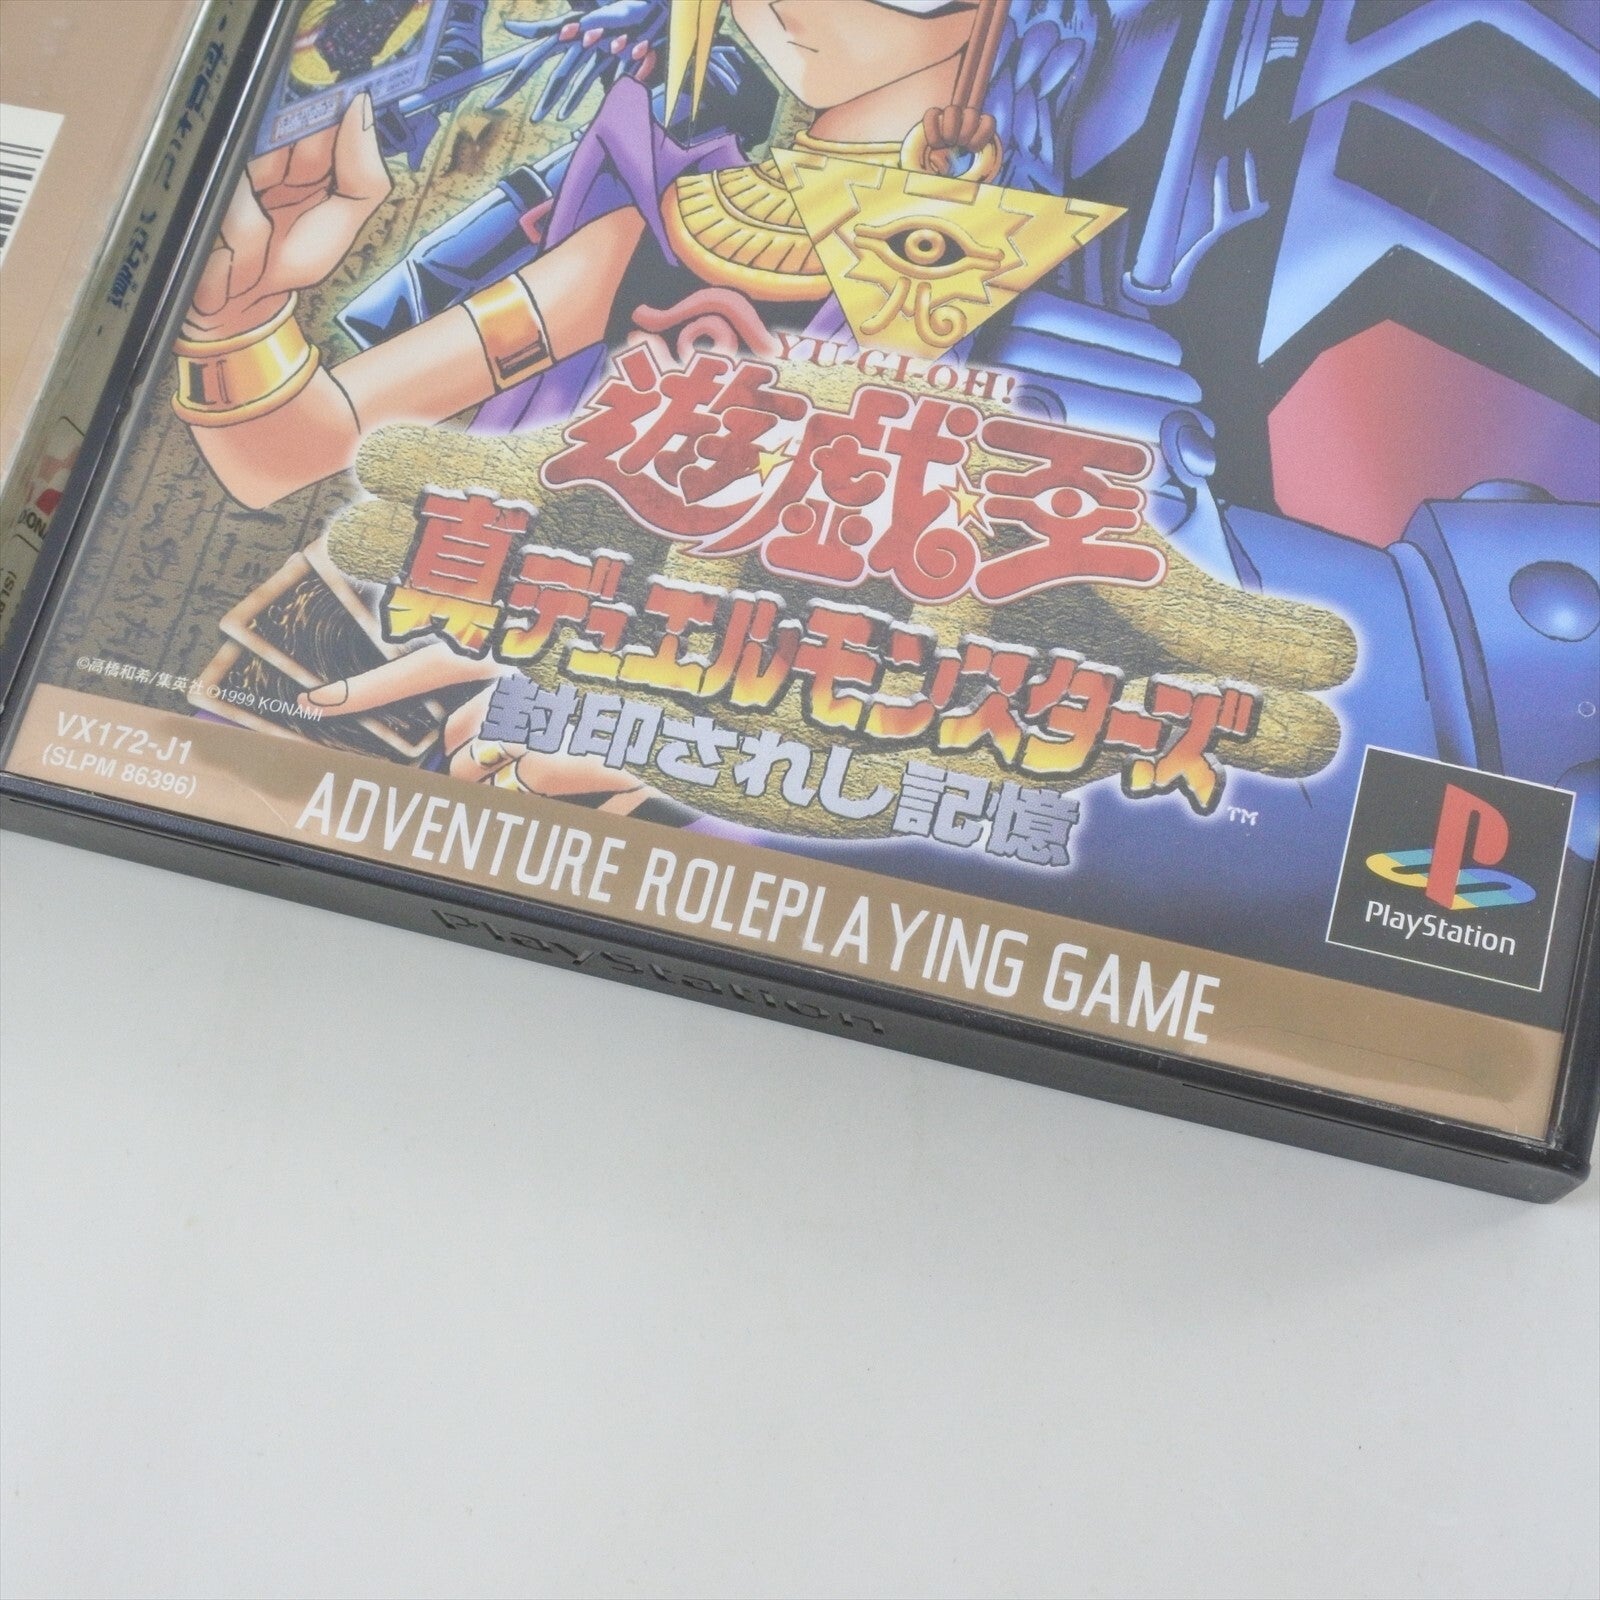 YU-GI-OH!
遊☆戯☆王
真デュエルモンスターズ
封印されし記憶
TM
©高橋和希/集英社 ©1999 KONAMI
VX172-J1
(SLPM 86396)
ADVENTURE ROLEPLAYING GAME
PlayStation
PlayStation